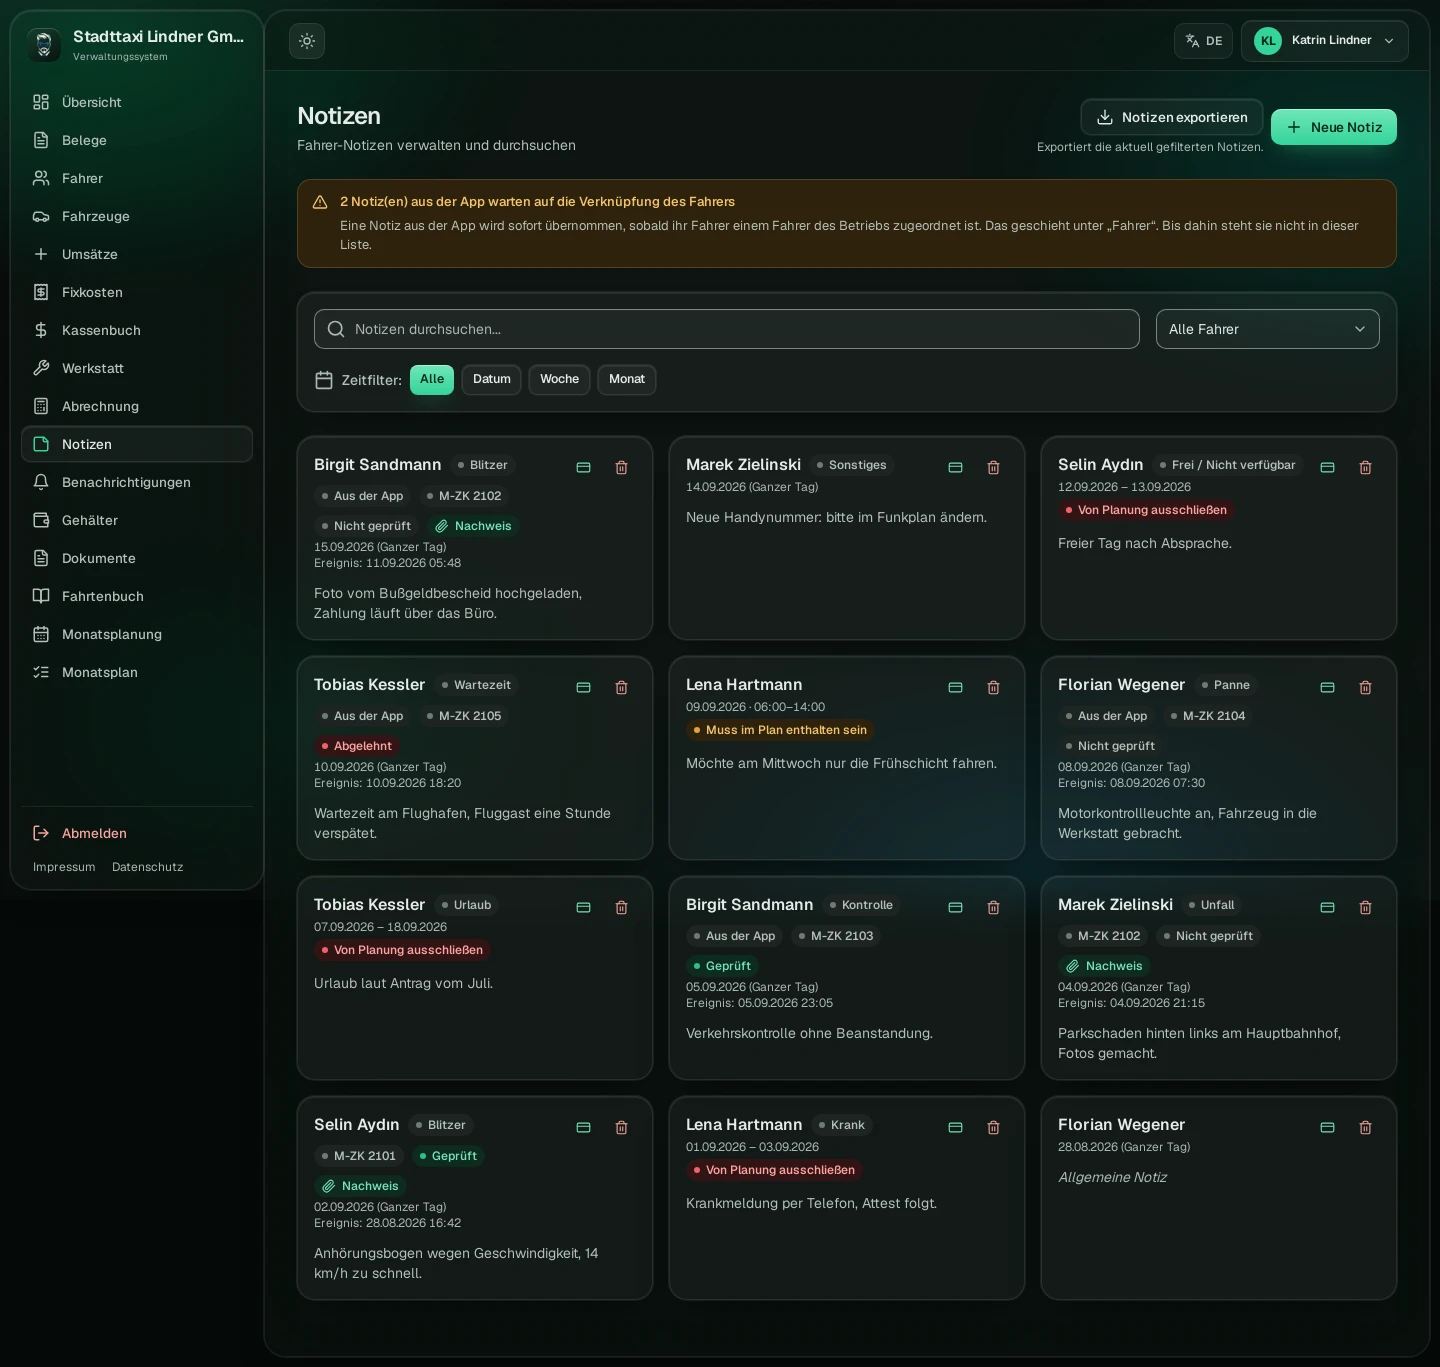 Stadttaxi Lindner Gm...
Verwaltungssystem
Übersicht
Belege
Fahrer
Fahrzeuge
Umsätze
Fixkosten
Kassenbuch
Werkstatt
Abrechnung
Notizen
Benachrichtigungen
Gehälter
Dokumente
Fahrtenbuch
Monatsplanung
Monatsplan
Abmelden
Impressum Datenschutz
DE
KL Katrin Lindner
Notizen
Fahrer-Notizen verwalten und durchsuchen
Notizen exportieren
Exportiert die aktuell gefilterten Notizen.
Neue Notiz
2 Notiz(en) aus der App warten auf die Verknüpfung des Fahrers
Eine Notiz aus der App wird sofort übernommen, sobald ihr Fahrer einem Fahrer des Betriebs zugeordnet ist. Das geschieht unter „Fahrer“. Bis dahin steht sie nicht in dieser
Liste.
Notizen durchsuchen...
Alle Fahrer
Zeitfilter: Alle Datum Woche Monat
Birgit Sandmann Blitzer
Aus der App M-ZK 2102
Nicht geprüft Nachweis
15.09.2026 (Ganzer Tag)
Ereignis: 11.09.2026 05:48
Foto vom Bußgeldbescheid hochgeladen,
Zahlung läuft über das Büro.
Marek Zielinski Sonstiges
14.09.2026 (Ganzer Tag)
Neue Handynummer: bitte im Funkplan ändern.
Selin Aydın Frei / Nicht verfügbar
12.09.2026 – 13.09.2026
Von Planung ausschließen
Freier Tag nach Absprache.
Tobias Kessler Wartezeit
Aus der App M-ZK 2105
Abgelehnt
10.09.2026 (Ganzer Tag)
Ereignis: 10.09.2026 18:20
Wartezeit am Flughafen, Fluggast eine Stunde
verspätet.
Lena Hartmann
09.09.2026 · 06:00–14:00
Muss im Plan enthalten sein
Möchte am Mittwoch nur die Frühschicht fahren.
Florian Wegener Panne
Aus der App M-ZK 2104
Nicht geprüft
08.09.2026 (Ganzer Tag)
Ereignis: 08.09.2026 07:30
Motorkontrollleuchte an, Fahrzeug in die
Werkstatt gebracht.
Tobias Kessler Urlaub
07.09.2026 – 18.09.2026
Von Planung ausschließen
Urlaub laut Antrag vom Juli.
Birgit Sandmann Kontrolle
Aus der App M-ZK 2103
Geprüft
05.09.2026 (Ganzer Tag)
Ereignis: 05.09.2026 23:05
Verkehrskontrolle ohne Beanstandung.
Marek Zielinski Unfall
M-ZK 2102 Nicht geprüft
Nachweis
04.09.2026 (Ganzer Tag)
Ereignis: 04.09.2026 21:15
Parkschaden hinten links am Hauptbahnhof,
Fotos gemacht.
Selin Aydın Blitzer
M-ZK 2101 Geprüft
Nachweis
02.09.2026 (Ganzer Tag)
Ereignis: 28.08.2026 16:42
Anhörungsbogen wegen Geschwindigkeit, 14
km/h zu schnell.
Lena Hartmann Krank
01.09.2026 – 03.09.2026
Von Planung ausschließen
Krankmeldung per Telefon, Attest folgt.
Florian Wegener
28.08.2026 (Ganzer Tag)
Allgemeine Notiz